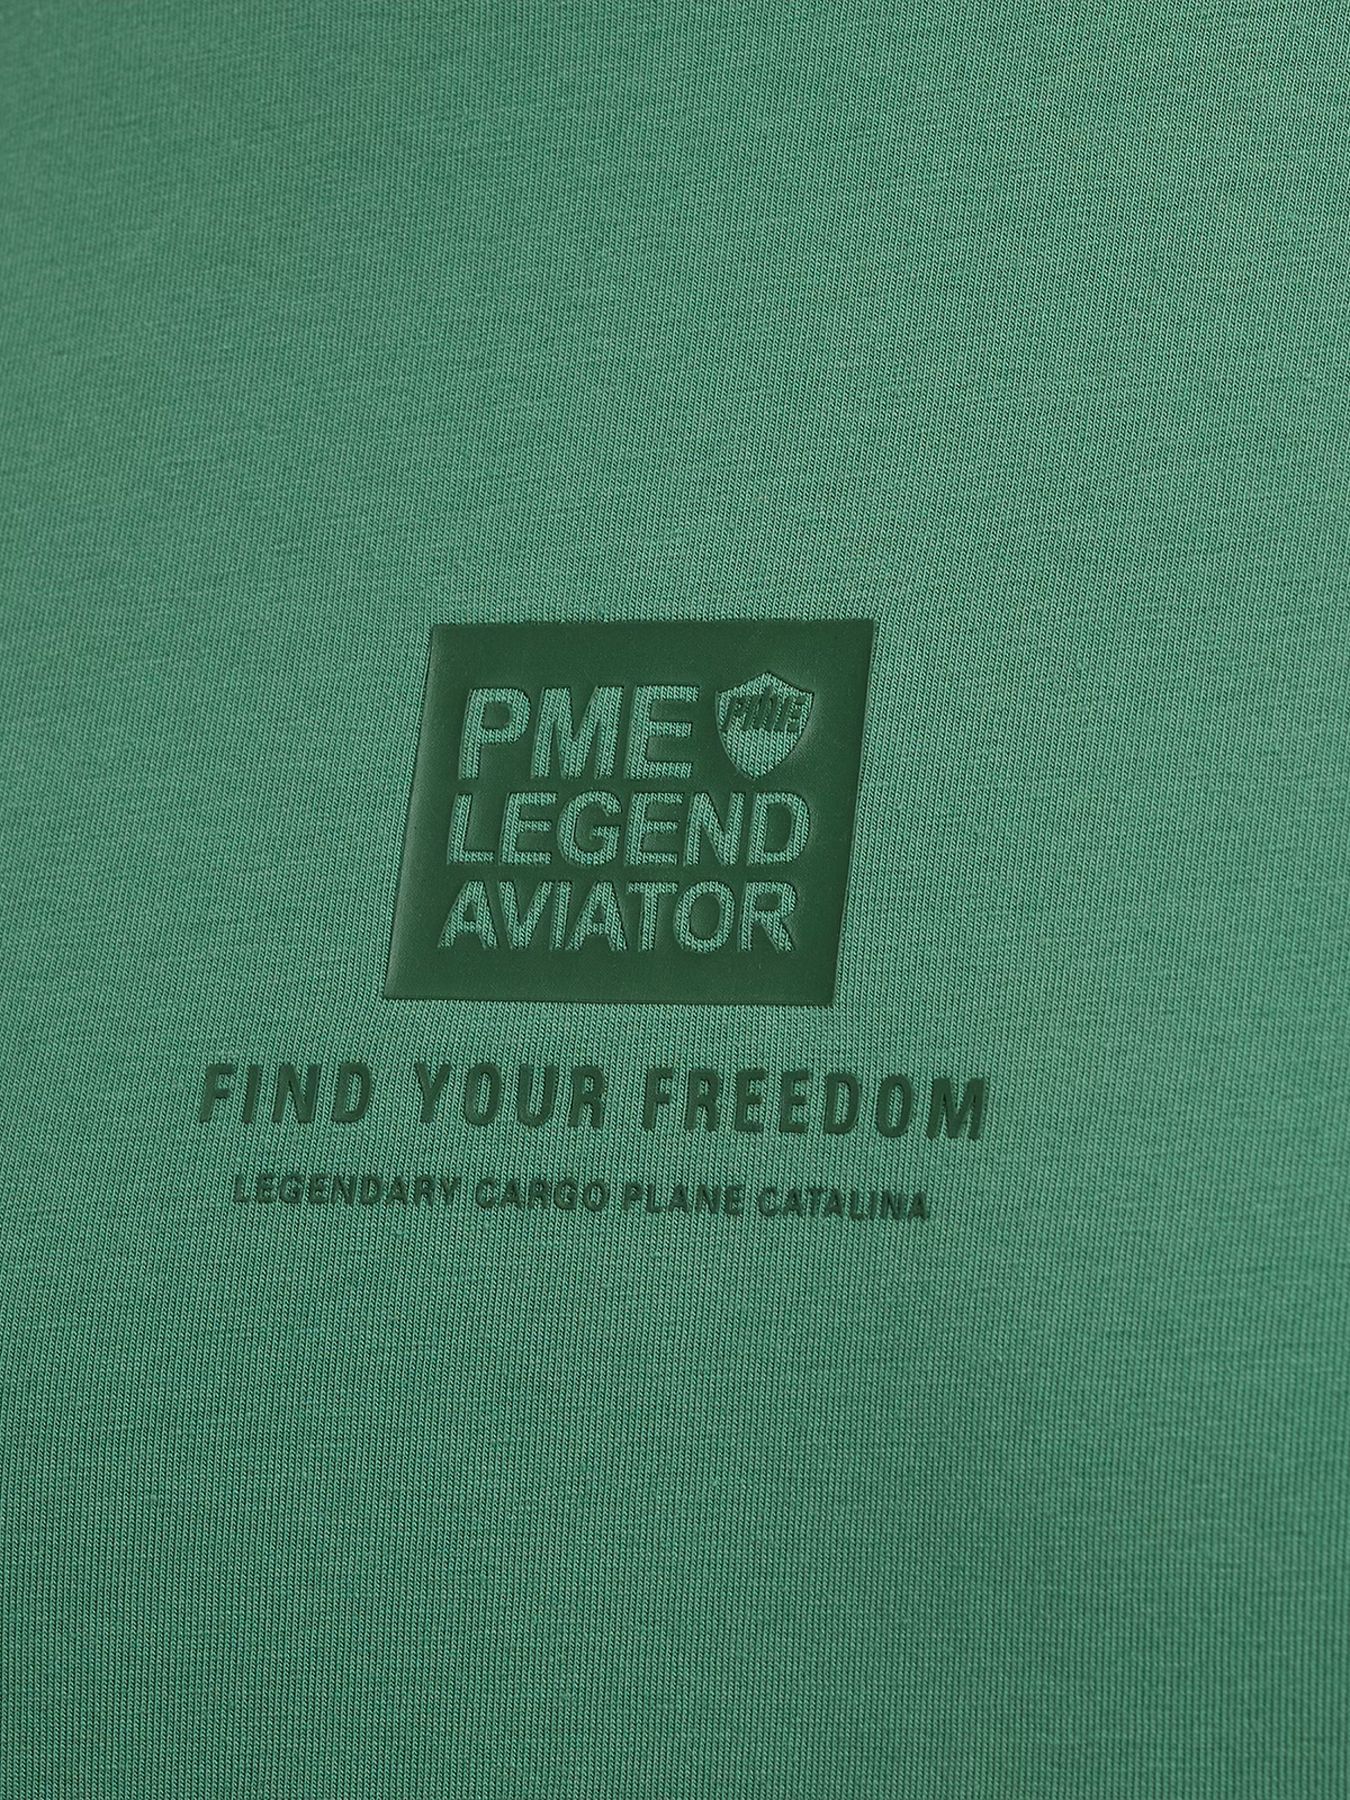 PME PME
LEGEND
AVIATOR
FIND YOUR FREEDOM
LEGENDARY CARGO PLANE CATALINA